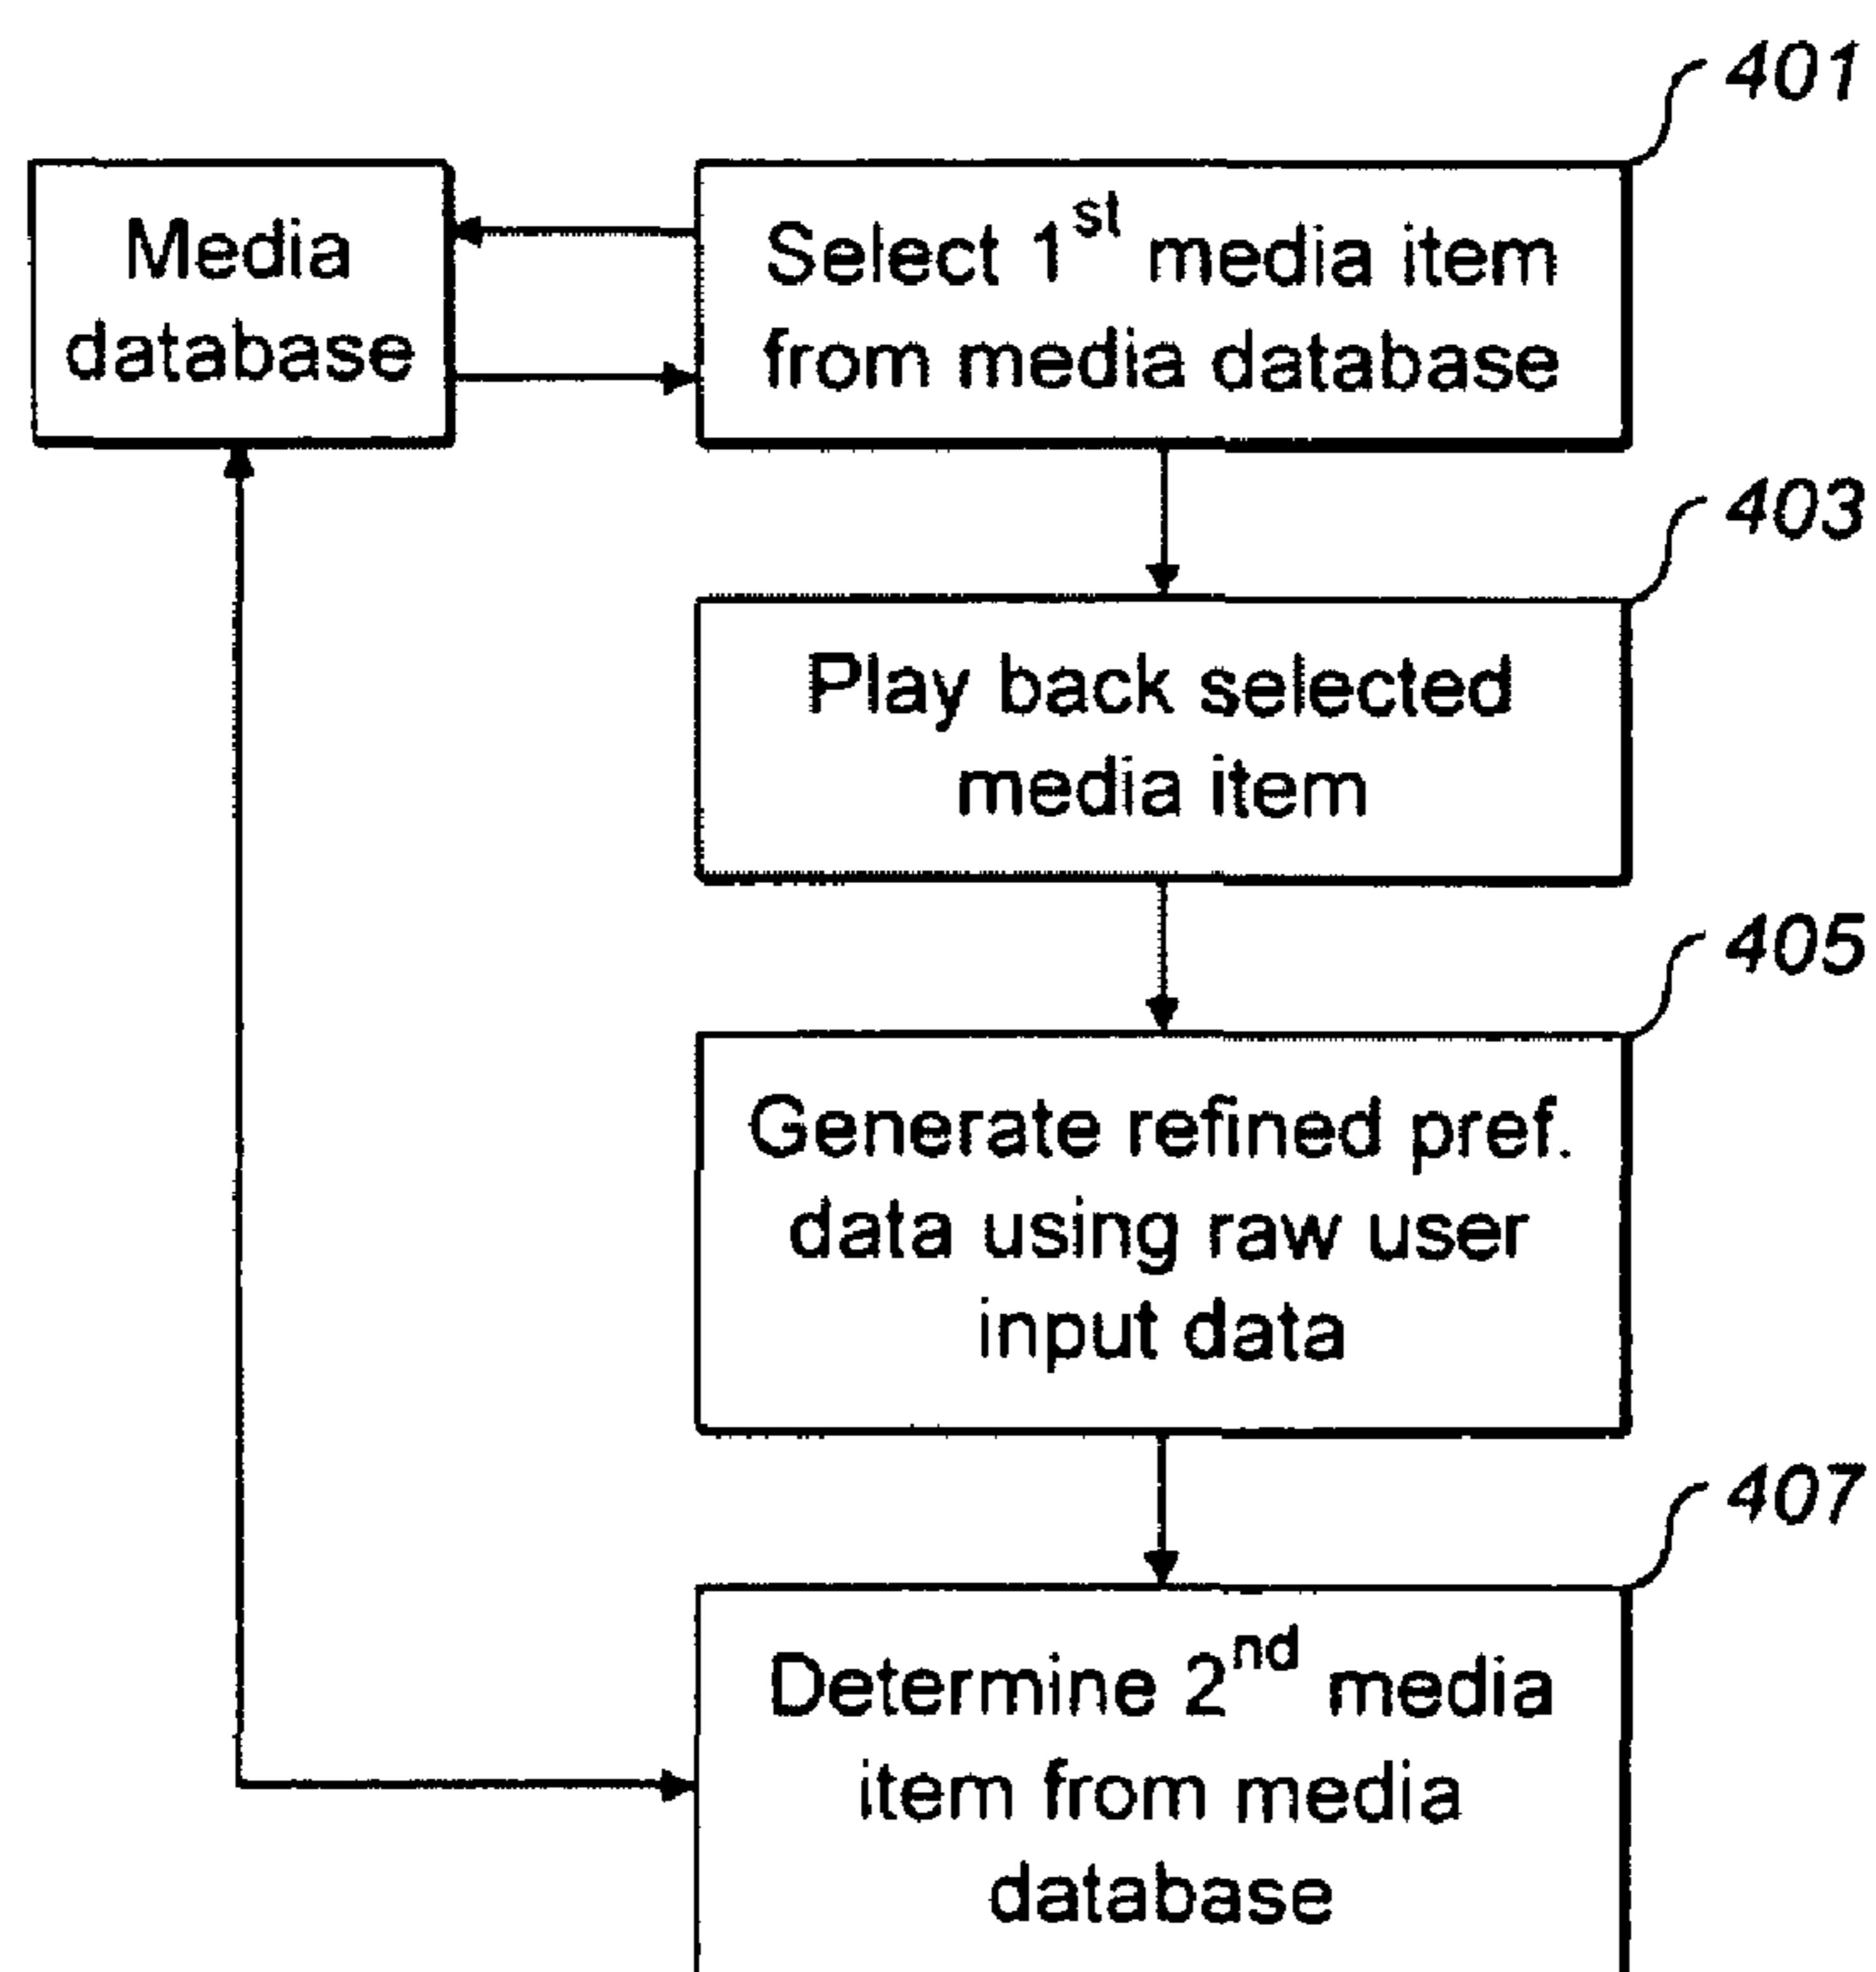 401
Media
database
Select 1st media item
from media database
403
Play back selected
media item
405
Generate refined pref.
data using raw user
input data
407
Determine 2nd media
item from media
database